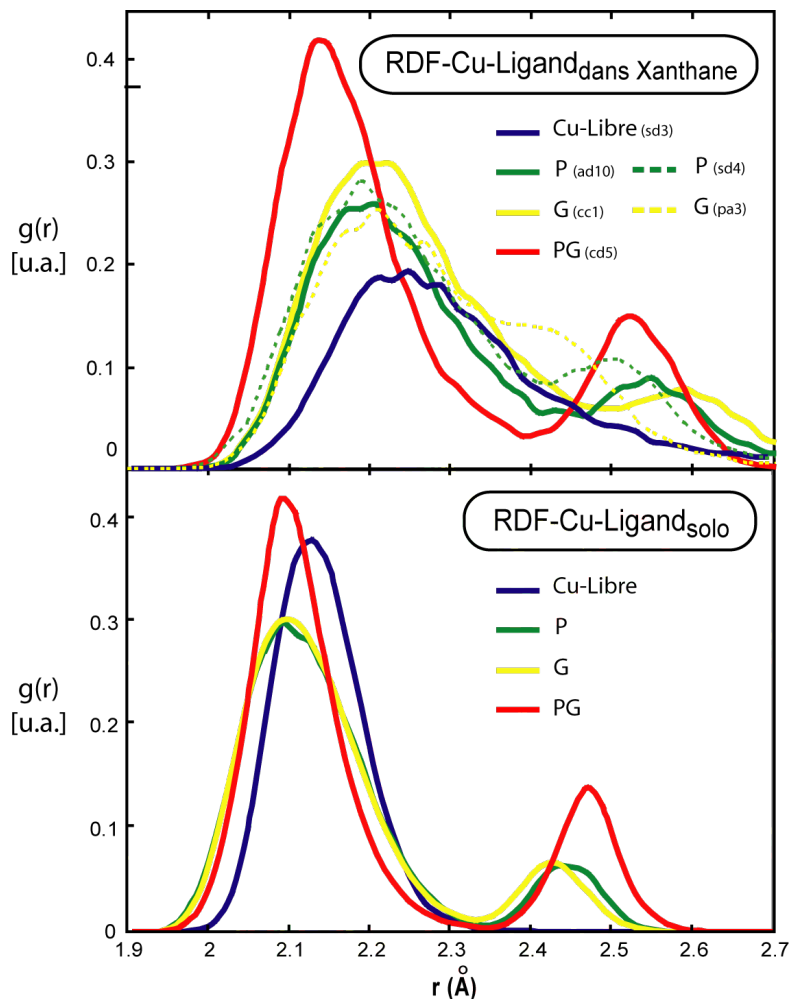 RDF-Cu-Ligand dans Xanthane
0.4
0.3
g(r)
[u.a.]
0.2
0.1
0
Cu-Libre (sd3)
P (ad10) P (sd4)
G (cc1) G (pa3)
PG (cd5)
RDF-Cu-Ligand solo
0.4
0.3
g(r)
[u.a.]
0.2
0.1
0
Cu-Libre
P
G
PG
1.9 2 2.1 2.2 2.3 2.4 2.5 2.6 2.7
r (Å)